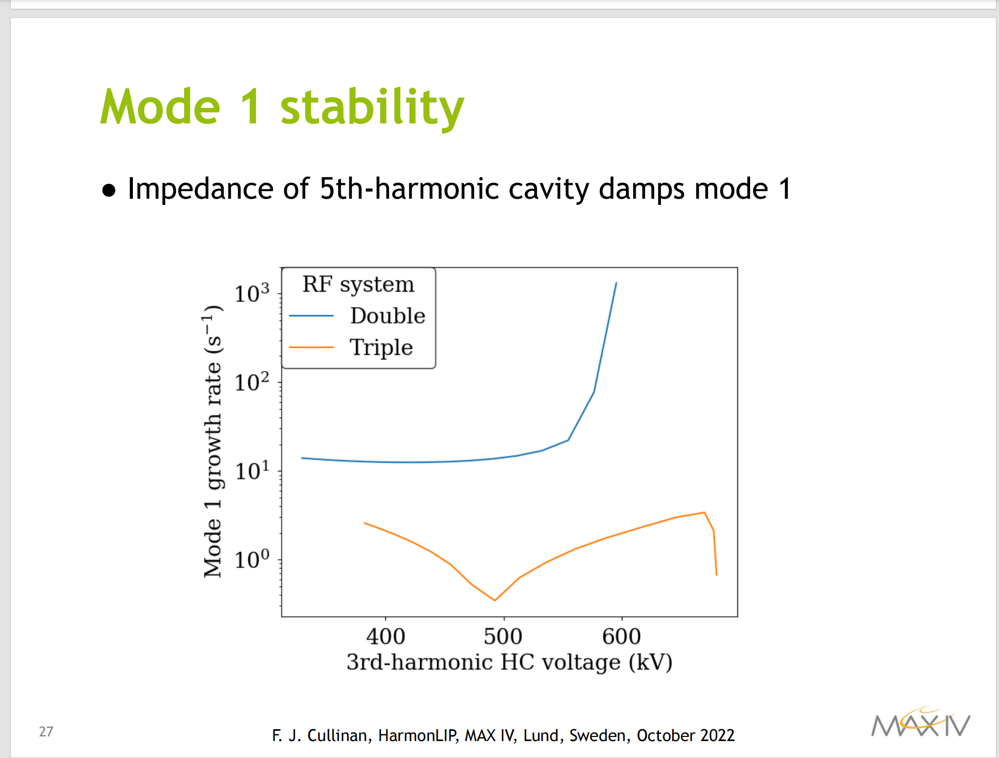 Mode 1 stability
● Impedance of 5th-harmonic cavity damps mode 1
RF system
Double
Triple
Mode 1 growth rate (s⁻¹)
10³
10²
10¹
10⁰
400 500 600
3rd-harmonic HC voltage (kV)
27
F. J. Cullinan, HarmonLIP, MAX IV, Lund, Sweden, October 2022
MAX IV